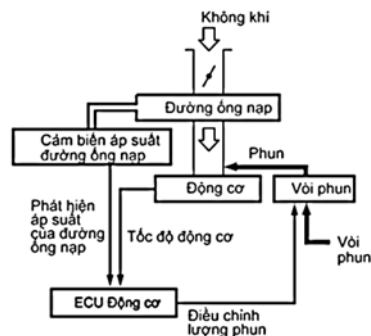 Không khí
Đường ống nạp
Cảm biến áp suất
đường ống nạp
Phun
Động cơ
Vòi phun
Phát hiện
áp suất
của đường
ống nạp
Tốc độ động cơ
Vòi
phun
ECU Động cơ
Điều chỉnh
lượng phun